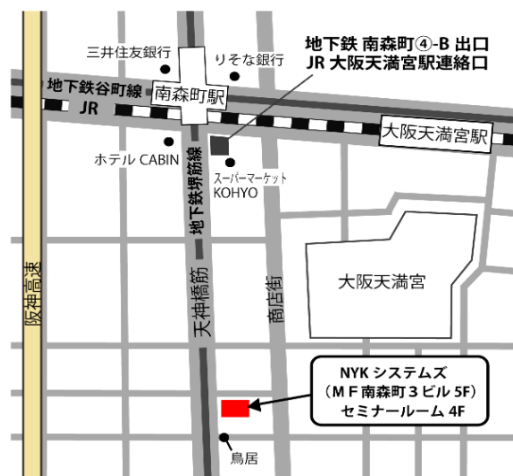 三井住友銀行
りそな銀行
地下鉄 南森町④-B 出口
JR 大阪天満宮駅連絡口
地下鉄谷町線
JR
南森町駅
大阪天満宮駅
ホテル CABIN
スーパーマーケット
KOHYO
地下鉄堺筋線
阪神高速
天神橋筋
商店街
大阪天満宮
NYK システムズ
(MF南森町3ビル 5F)
セミナールーム 4F
鳥居